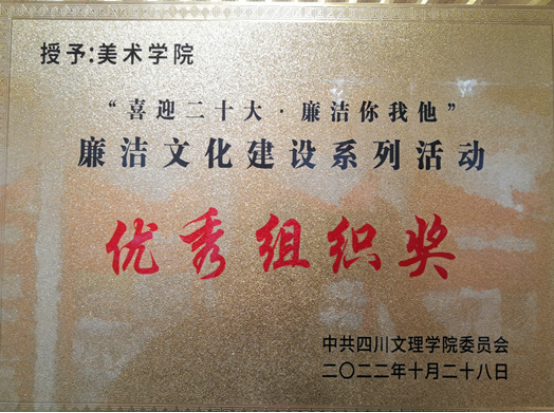 授予:美术学院
“喜迎二十大·廉洁你我他”
廉洁文化建设系列活动
优秀组织奖
中共四川文理学院委员会
二〇二二年十月二十八日